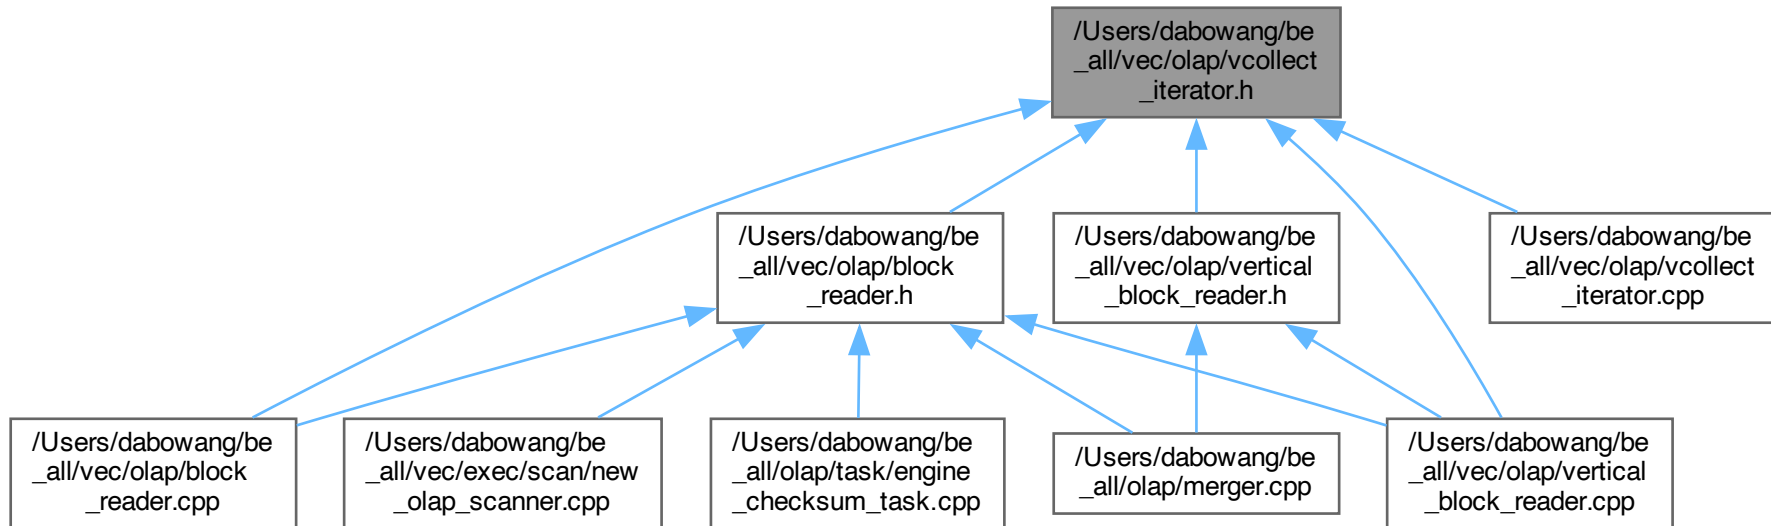 /Users/dabowang/be
_all/vec/olap/vcollect
_iterator.h
/Users/dabowang/be
_all/vec/olap/block
_reader.h
/Users/dabowang/be
_all/vec/olap/vertical
_block_reader.h
/Users/dabowang/be
_all/vec/olap/vcollect
_iterator.cpp
/Users/dabowang/be
_all/vec/olap/block
_reader.cpp
/Users/dabowang/be
_all/vec/exec/scan/new
_olap_scanner.cpp
/Users/dabowang/be
_all/olap/task/engine
_checksum_task.cpp
/Users/dabowang/be
_all/olap/merger.cpp
/Users/dabowang/be
_all/vec/olap/vertical
_block_reader.cpp